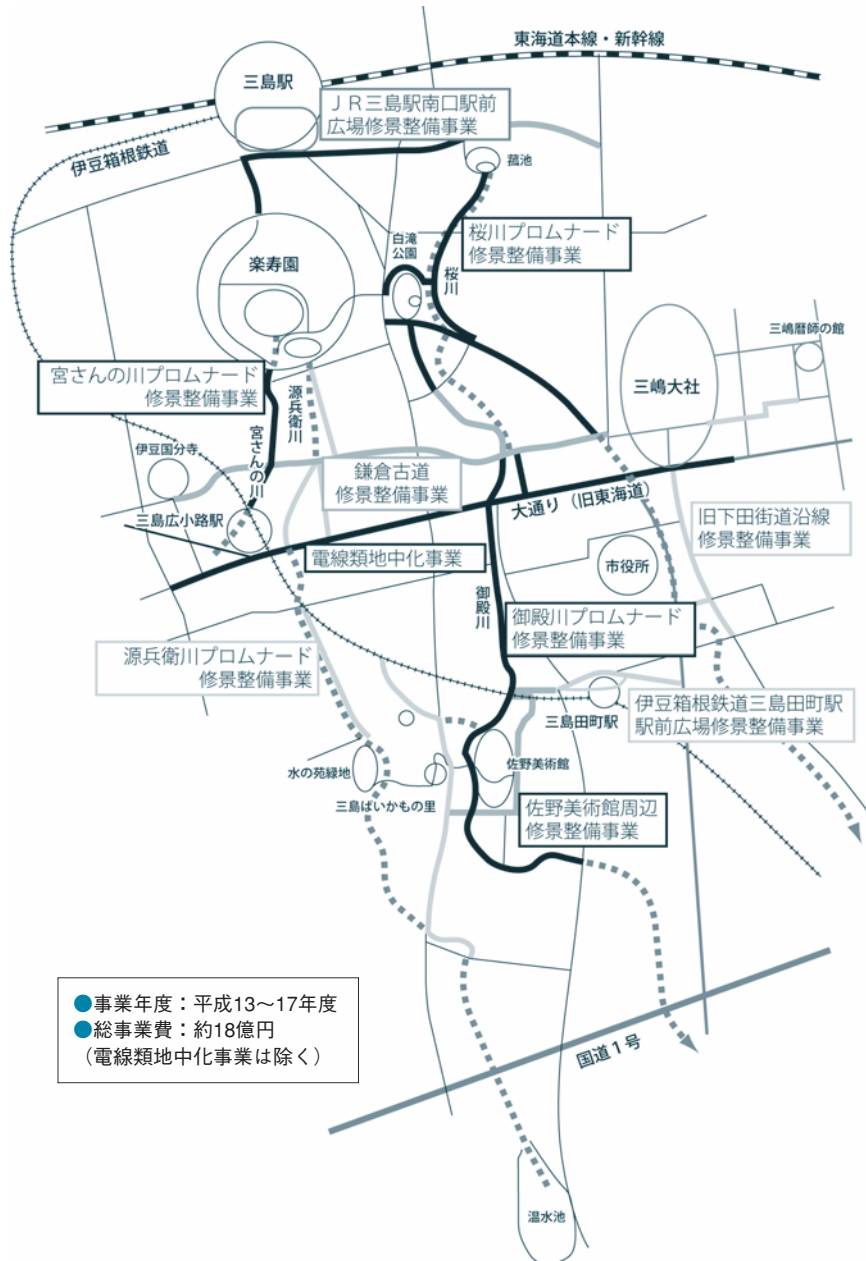 東海道本線・新幹線
三島駅
ＪＲ三島駅南口駅前
広場修景整備事業
伊豆箱根鉄道
菰池
桜川プロムナード
修景整備事業
白滝
公園
桜川
楽寿園
三嶋暦師の館
三嶋大社
宮さんの川プロムナード
修景整備事業
源兵衛川
宮さんの川
伊豆国分寺
鎌倉古道
修景整備事業
大通り（旧東海道）
三島広小路駅
旧下田街道沿線
修景整備事業
電線類地中化事業
市役所
御殿川
御殿川プロムナード
修景整備事業
源兵衛川プロムナード
修景整備事業
伊豆箱根鉄道三島田町駅
駅前広場修景整備事業
三島田町駅
水の苑緑地
佐野美術館
三島ばいかもの里
佐野美術館周辺
修景整備事業
●事業年度：平成13〜17年度
●総事業費：約18億円
（電線類地中化事業は除く）
国道１号
温水池